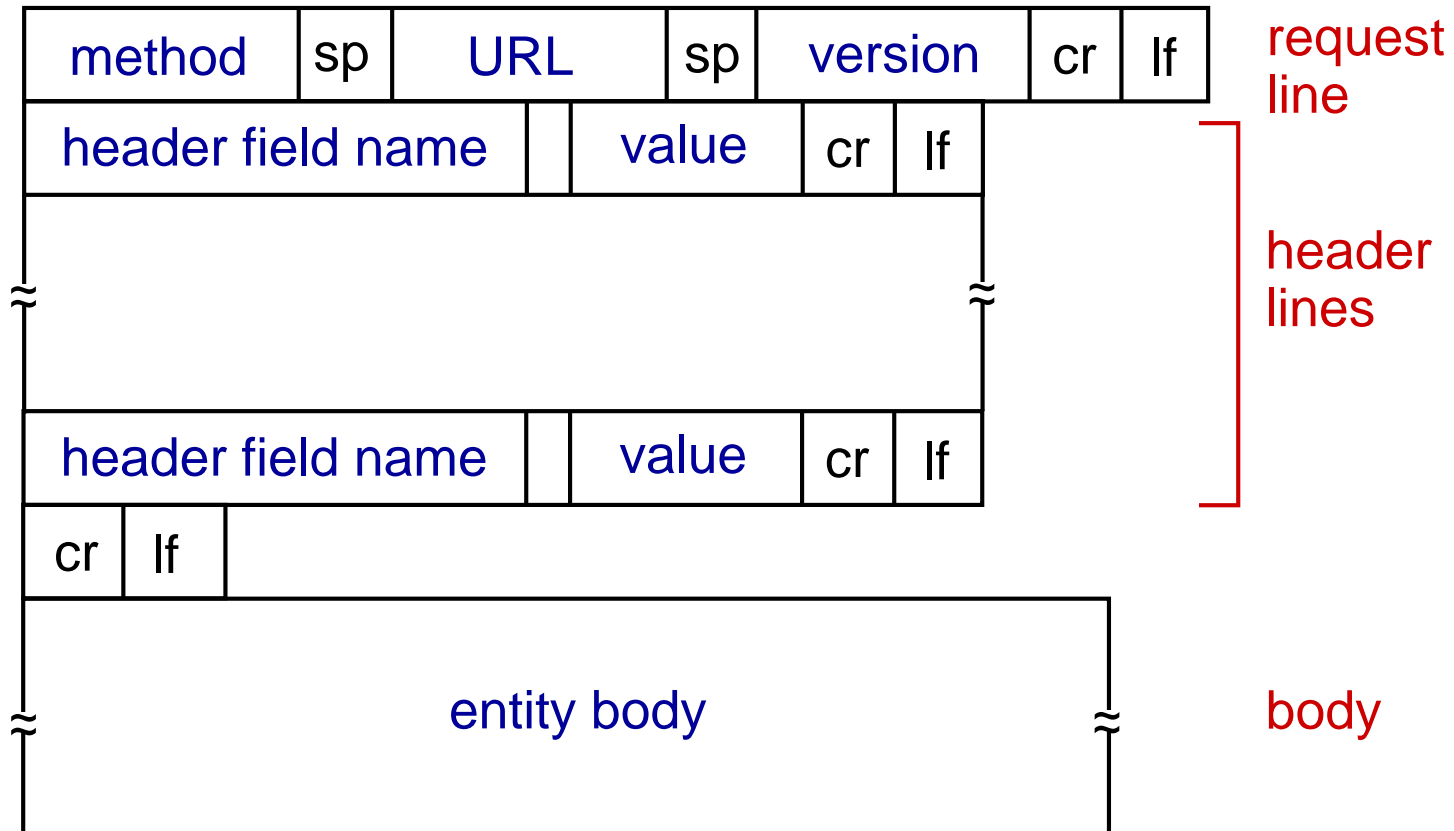 method sp URL sp version cr lf request
line
header field name value cr lf
header
lines
header field name value cr lf
cr lf
entity body body